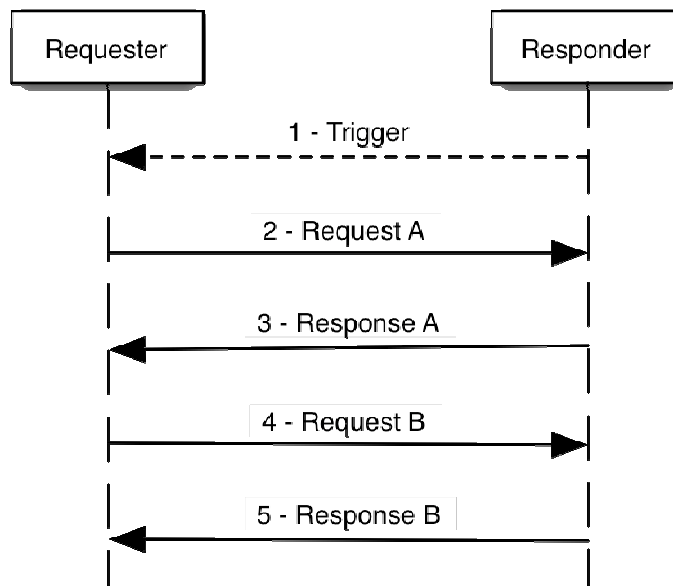 Requester
Responder
1 - Trigger
2 - Request A
3 - Response A
4 - Request B
5 - Response B